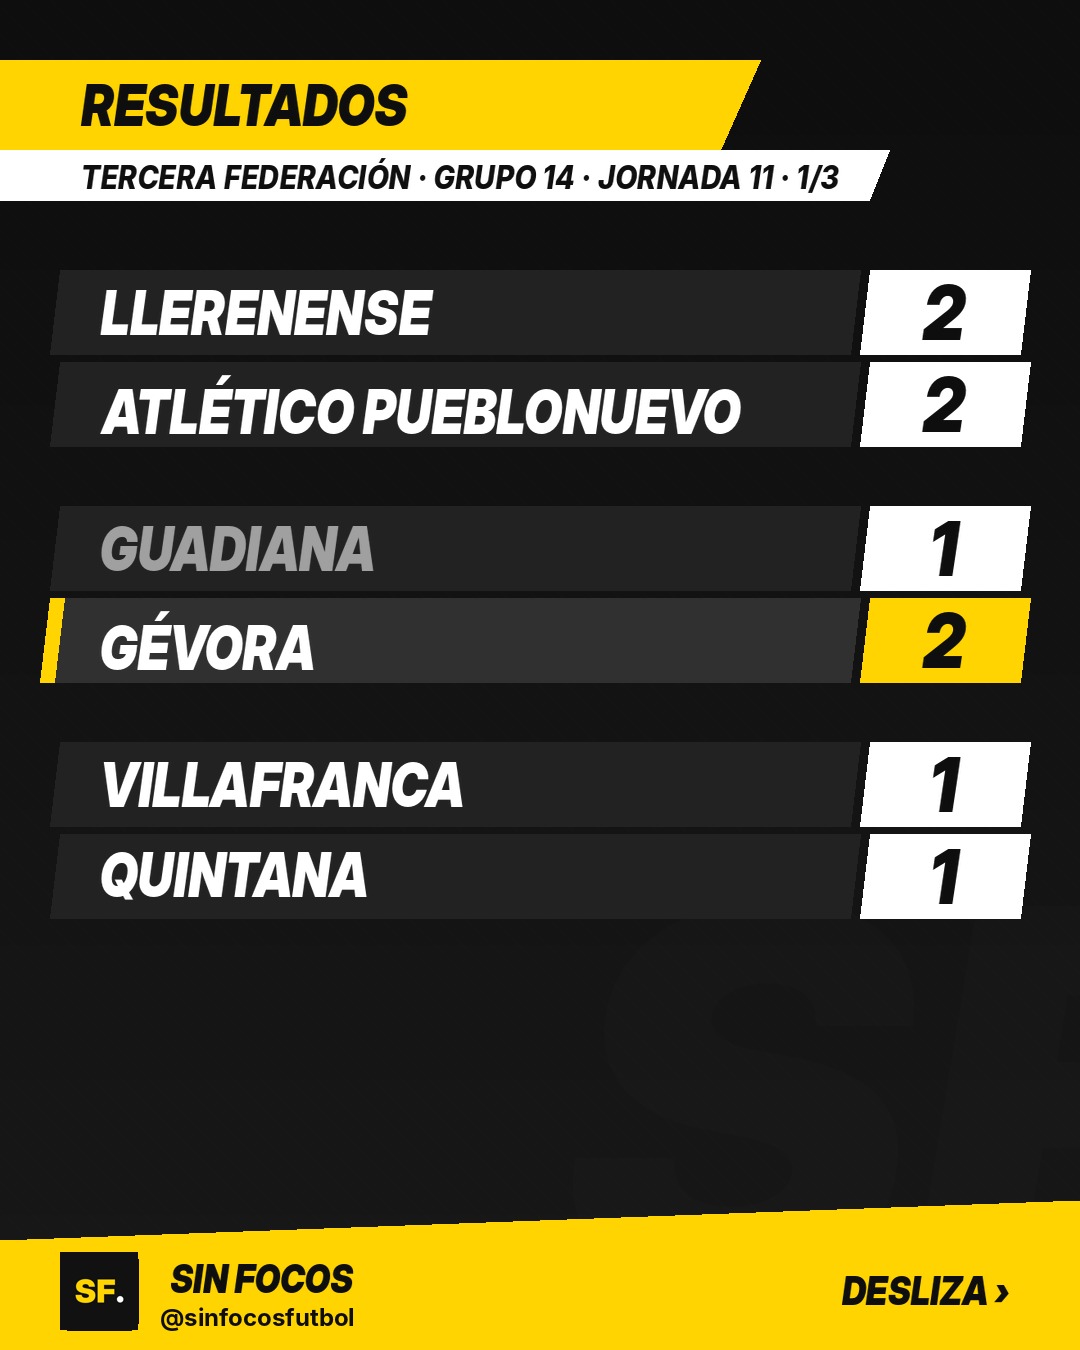 RESULTADOS
TERCERA FEDERACIÓN · GRUPO 14 · JORNADA 11 · 1/3
LLERENENSE 2
ATLÉTICO PUEBLONUEVO 2
GUADIANA 1
GÉVORA 2
VILLAFRANCA 1
QUINTANA 1
SF
SF.
SIN FOCOS
@sinfocosfutbol
DESLIZA ›